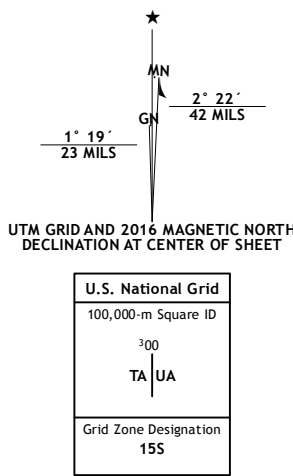 ★
MN
GN
2° 22´
42 MILS
1° 19´
23 MILS
UTM GRID AND 2016 MAGNETIC NORTH
DECLINATION AT CENTER OF SHEET
U.S. National Grid
100,000-m Square ID
³00
TA UA
Grid Zone Designation
15S